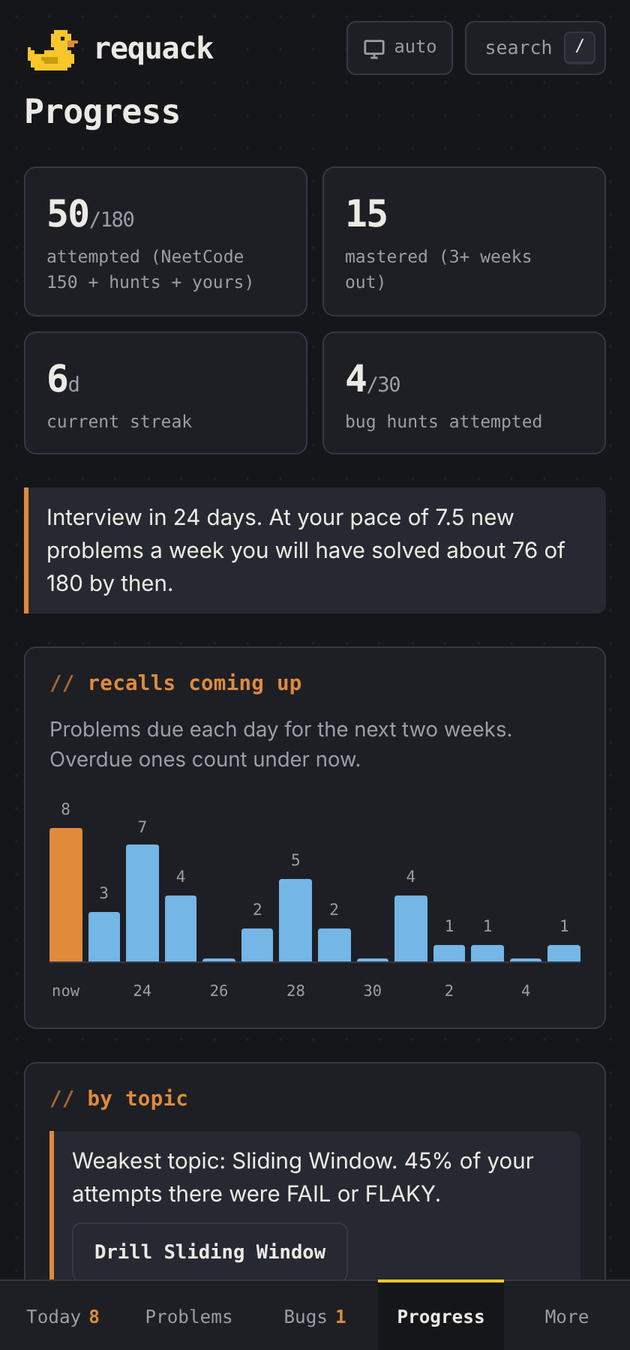 requack
auto
search /
Progress
50/180
attempted (NeetCode
150 + hunts + yours)
15
mastered (3+ weeks
out)
6d
current streak
4/30
bug hunts attempted
Interview in 24 days. At your pace of 7.5 new
problems a week you will have solved about 76 of
180 by then.
// recalls coming up
Problems due each day for the next two weeks.
Overdue ones count under now.
8 3 7 4 2 5 2 4 1 1 1
now 24 26 28 30 2 4
// by topic
Weakest topic: Sliding Window. 45% of your
attempts there were FAIL or FLAKY.
Drill Sliding Window
Today 8 Problems Bugs 1 Progress More